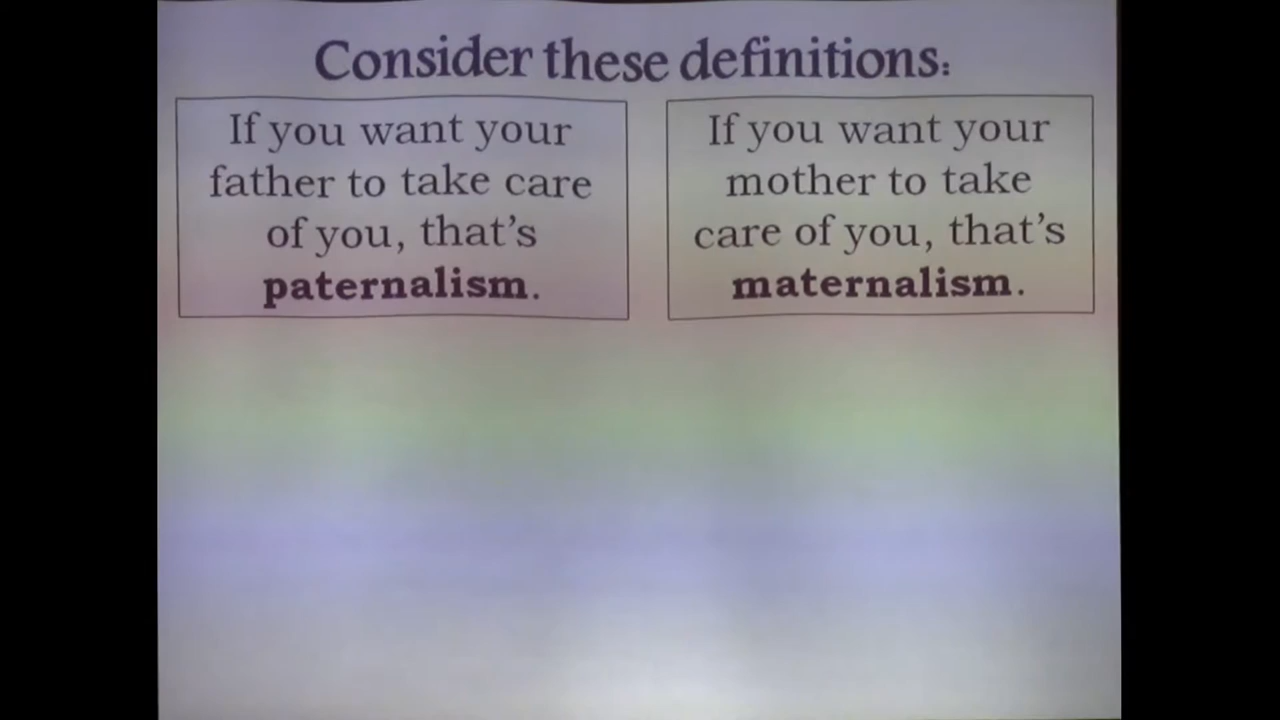 Consider these definitions:
If you want your
father to take care
of you, that's
paternalism.
If you want your
mother to take
care of you, that's
maternalism.